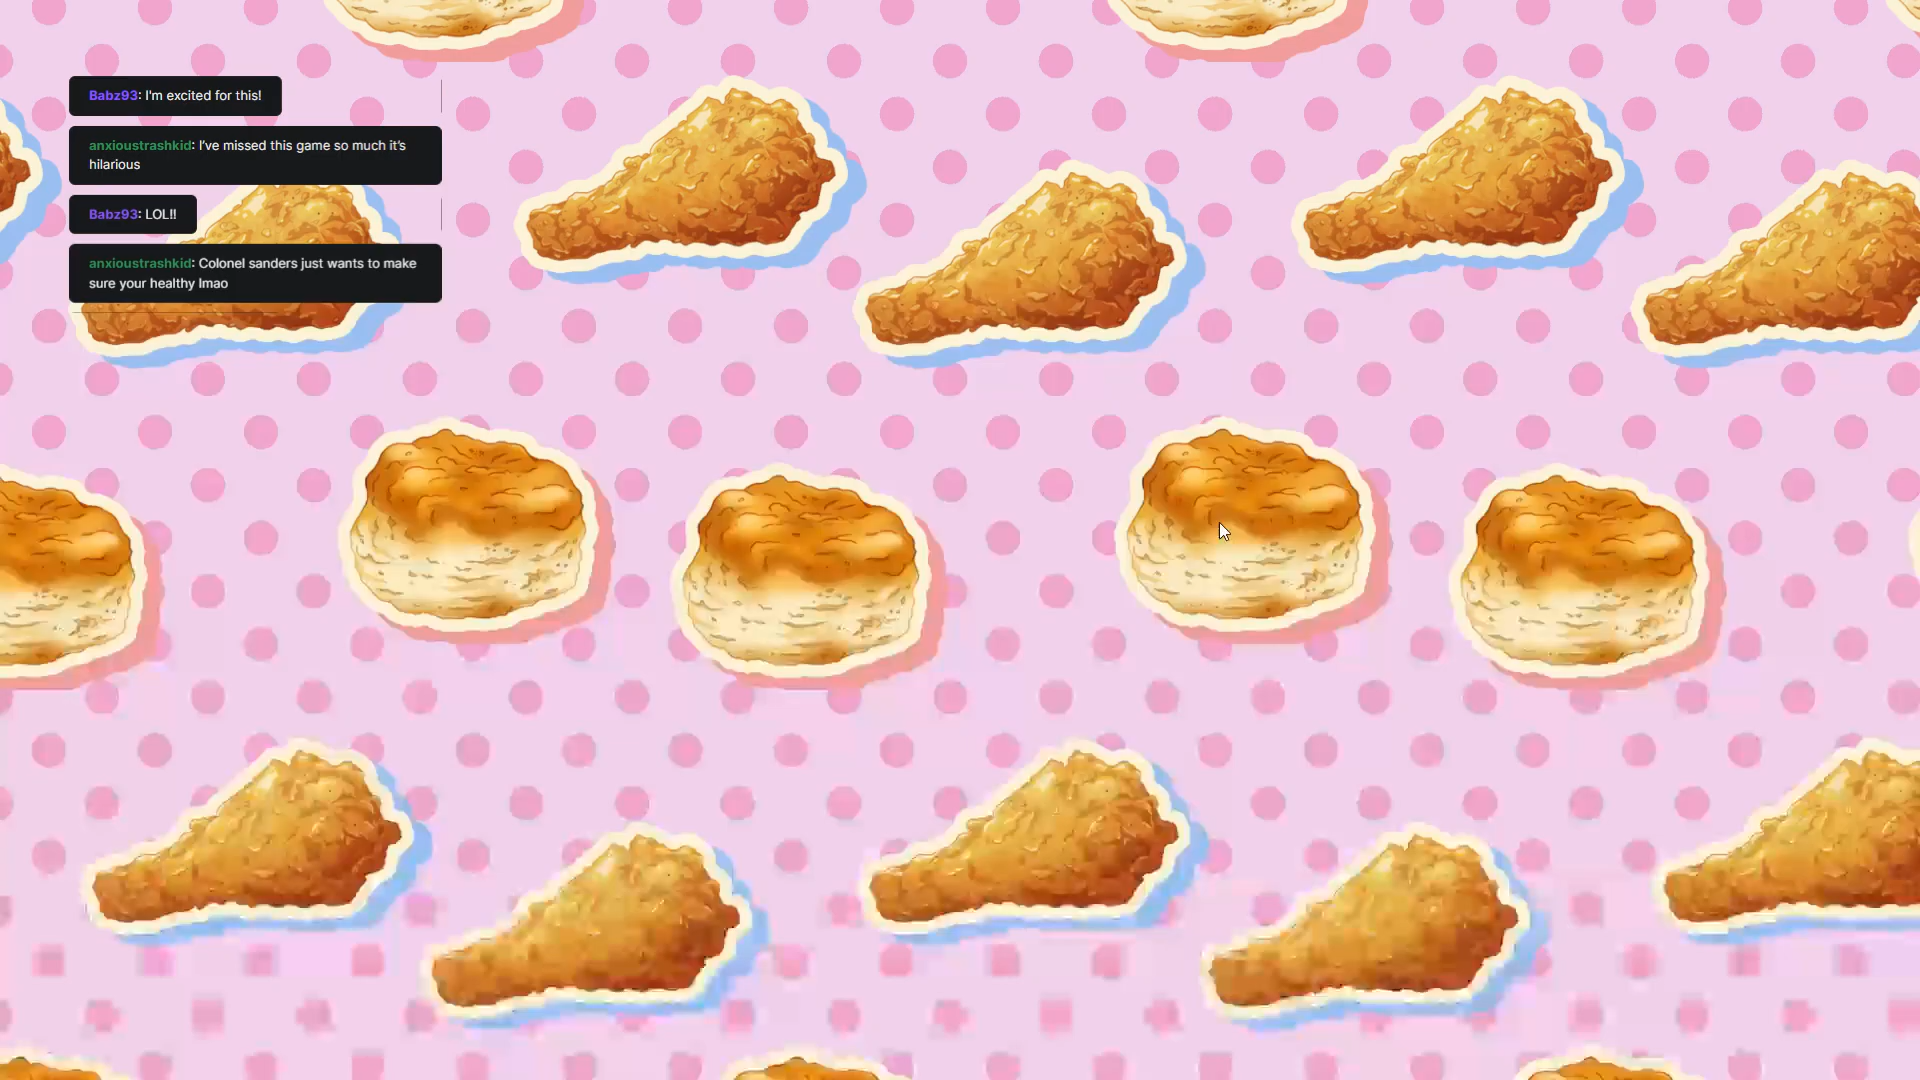 Babz93: I'm excited for this!
anxioustrashkid: I've missed this game so much it's
hilarious
Babz93: LOL!!
anxioustrashkid: Colonel sanders just wants to make
sure your healthy lmao